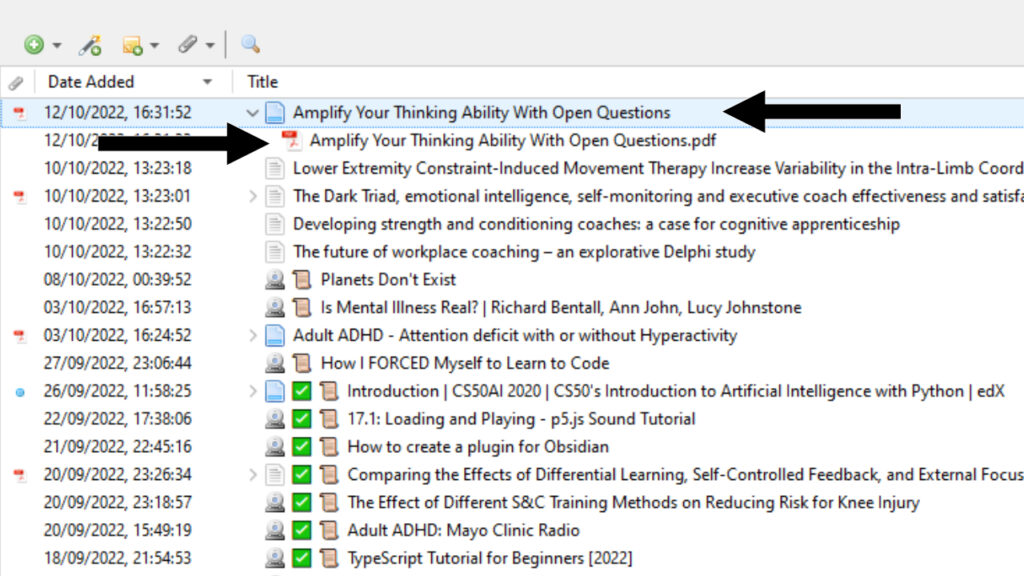 Date Added Title
12/10/2022, 16:31:52 Amplify Your Thinking Ability With Open Questions
Amplify Your Thinking Ability With Open Questions.pdf
10/10/2022, 13:23:18 Lower Extremity Constraint-Induced Movement Therapy Increase Variability in the Intra-Limb Coord
10/10/2022, 13:23:01 The Dark Triad, emotional intelligence, self-monitoring and executive coach effectiveness and satisfa
10/10/2022, 13:22:50 Developing strength and conditioning coaches: a case for cognitive apprenticeship
10/10/2022, 13:22:32 The future of workplace coaching – an explorative Delphi study
08/10/2022, 00:39:52 Planets Don't Exist
03/10/2022, 16:57:13 Is Mental Illness Real? | Richard Bentall, Ann John, Lucy Johnstone
03/10/2022, 16:24:52 Adult ADHD - Attention deficit with or without Hyperactivity
27/09/2022, 23:06:44 How I FORCED Myself to Learn to Code
26/09/2022, 11:58:25 Introduction | CS50AI 2020 | CS50's Introduction to Artificial Intelligence with Python | edX
22/09/2022, 17:38:06 17.1: Loading and Playing - p5.js Sound Tutorial
21/09/2022, 22:45:16 How to create a plugin for Obsidian
20/09/2022, 23:26:34 Comparing the Effects of Differential Learning, Self-Controlled Feedback, and External Focus
20/09/2022, 23:18:57 The Effect of Different S&C Training Methods on Reducing Risk for Knee Injury
20/09/2022, 15:49:19 Adult ADHD: Mayo Clinic Radio
18/09/2022, 21:54:53 TypeScript Tutorial for Beginners [2022]